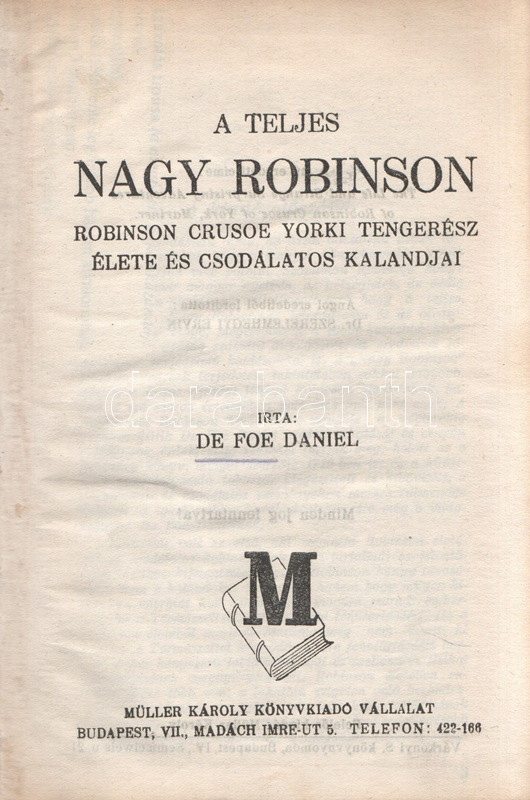 A TELJES
NAGY ROBINSON
ROBINSON CRUSOE YORKI TENGERÉSZ
ÉLETE ÉS CSODÁLATOS KALANDJAI
darabanth
IRTA:
DE FOE DANIEL
M
MÜLLER KÁROLY KÖNYVKIADÓ VÁLLALAT
BUDAPEST, VII., MADÁCH IMRE-UT 5. TELEFON: 422-166